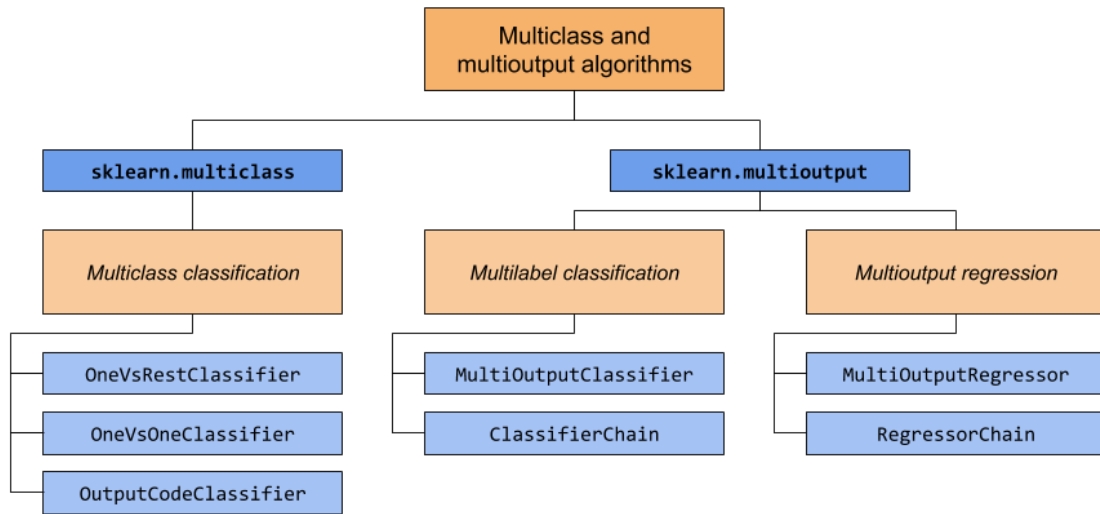 Multiclass and
multioutput algorithms
sklearn.multiclass
sklearn.multioutput
Multiclass classification
Multilabel classification
Multioutput regression
OneVsRestClassifier
MultiOutputClassifier
MultiOutputRegressor
OneVsOneClassifier
ClassifierChain
RegressorChain
OutputCodeClassifier